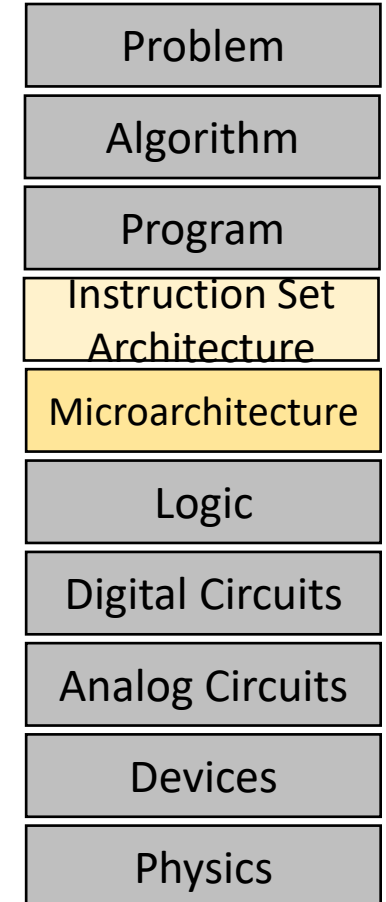 Problem
Algorithm
Program
Instruction Set
Architecture
Microarchitecture
Logic
Digital Circuits
Analog Circuits
Devices
Physics